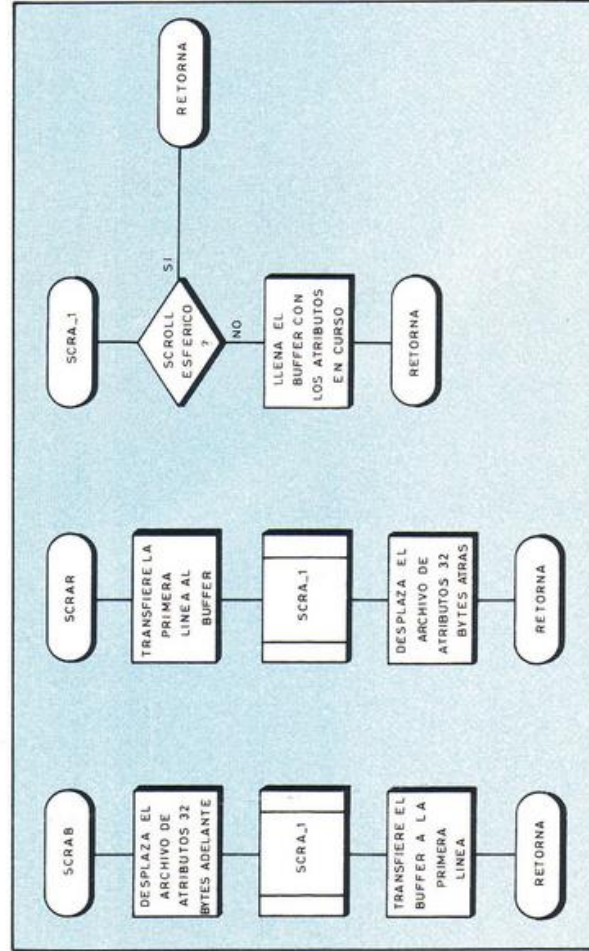 SCRAB
DESPLAZA EL
ARCHIVO DE
ATRIBUTOS 32
BYTES ADELANTE
SCRA_1
TRANSFIERE EL
BUFFER A LA
PRIMERA
LINEA
RETORNA
SCRAR
TRANSFIERE LA
PRIMERA
LINEA AL
BUFFER
SCRA_1
DESPLAZA EL
ARCHIVO DE
ATRIBUTOS 32
BYTES ATRAS
RETORNA
SCRA_1
SCROLL
ESFERICO
?
SI
RETORNA
NO
LLENA EL
BUFFER CON
LOS ATRIBUTOS
EN CURSO
RETORNA